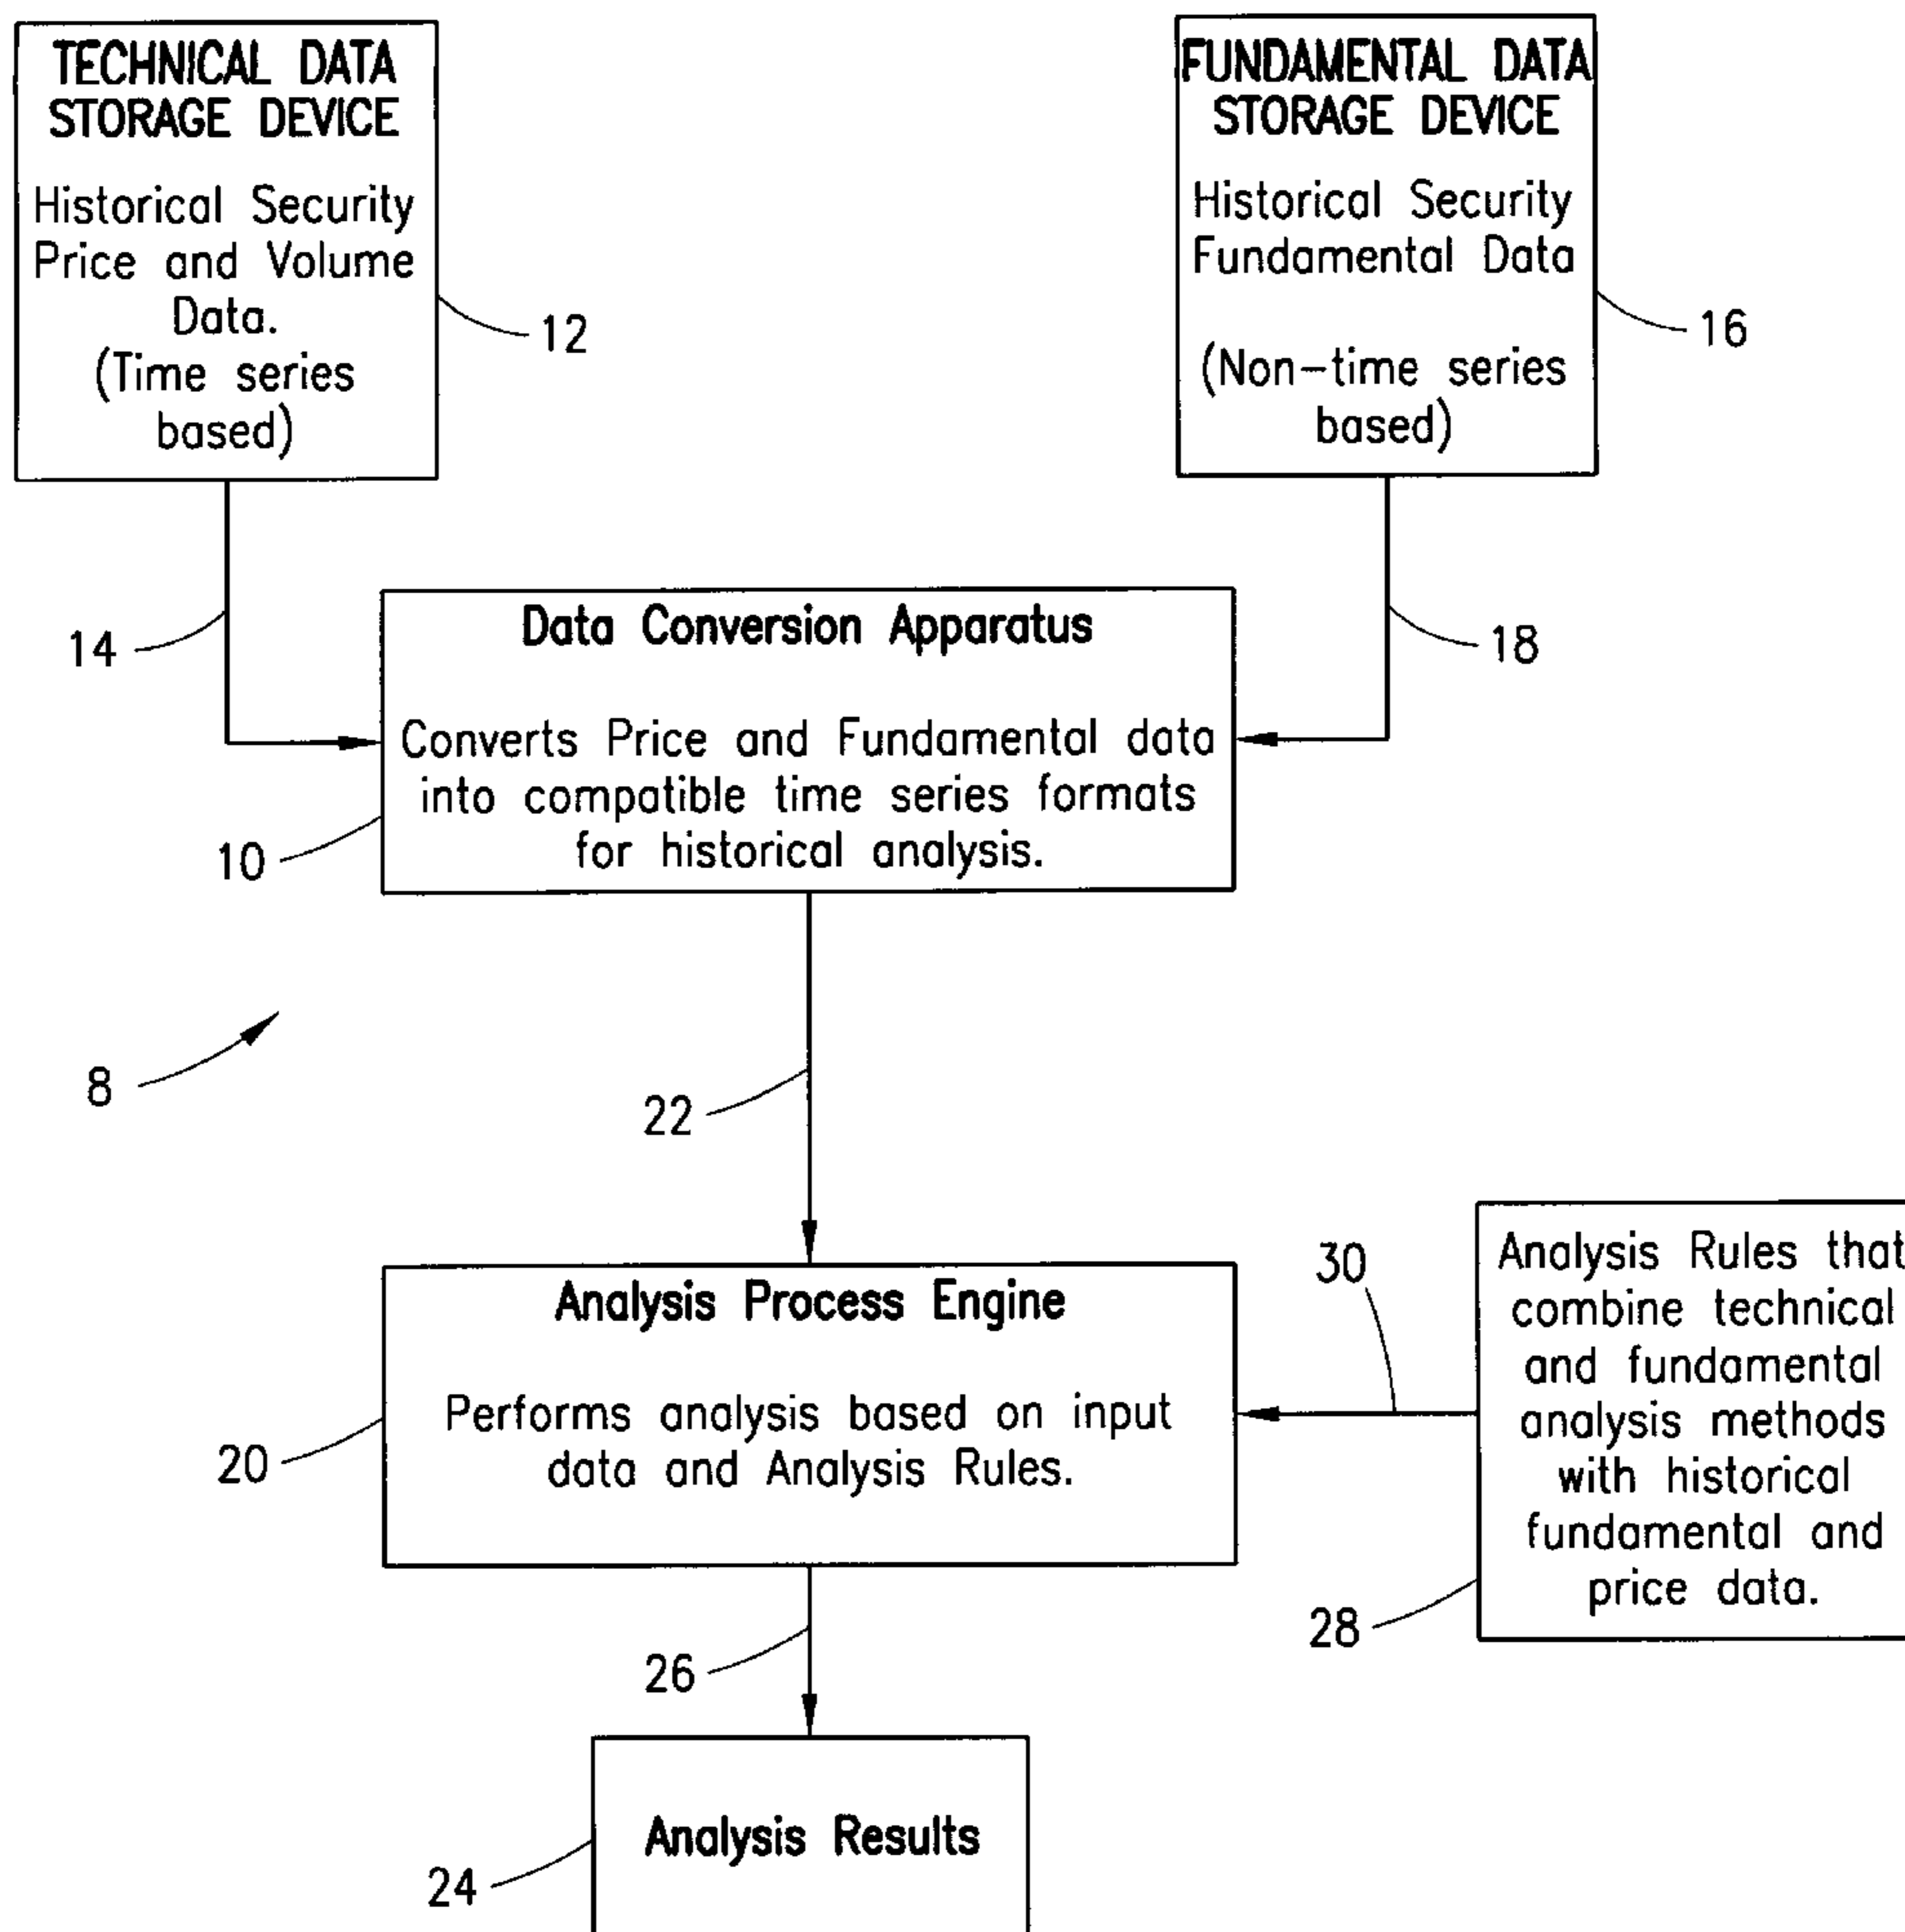 TECHNICAL DATA
STORAGE DEVICE
Historical Security
Price and Volume
Data.
(Time series
based)
12
FUNDAMENTAL DATA
STORAGE DEVICE
Historical Security
Fundamental Data
(Non-time series
based)
16
14
18
Data Conversion Apparatus
Converts Price and Fundamental data
into compatible time series formats
for historical analysis.
10
8
22
Analysis Process Engine
Performs analysis based on input
data and Analysis Rules.
20
30
Analysis Rules that
combine technical
and fundamental
analysis methods
with historical
fundamental and
price data.
28
26
Analysis Results
24